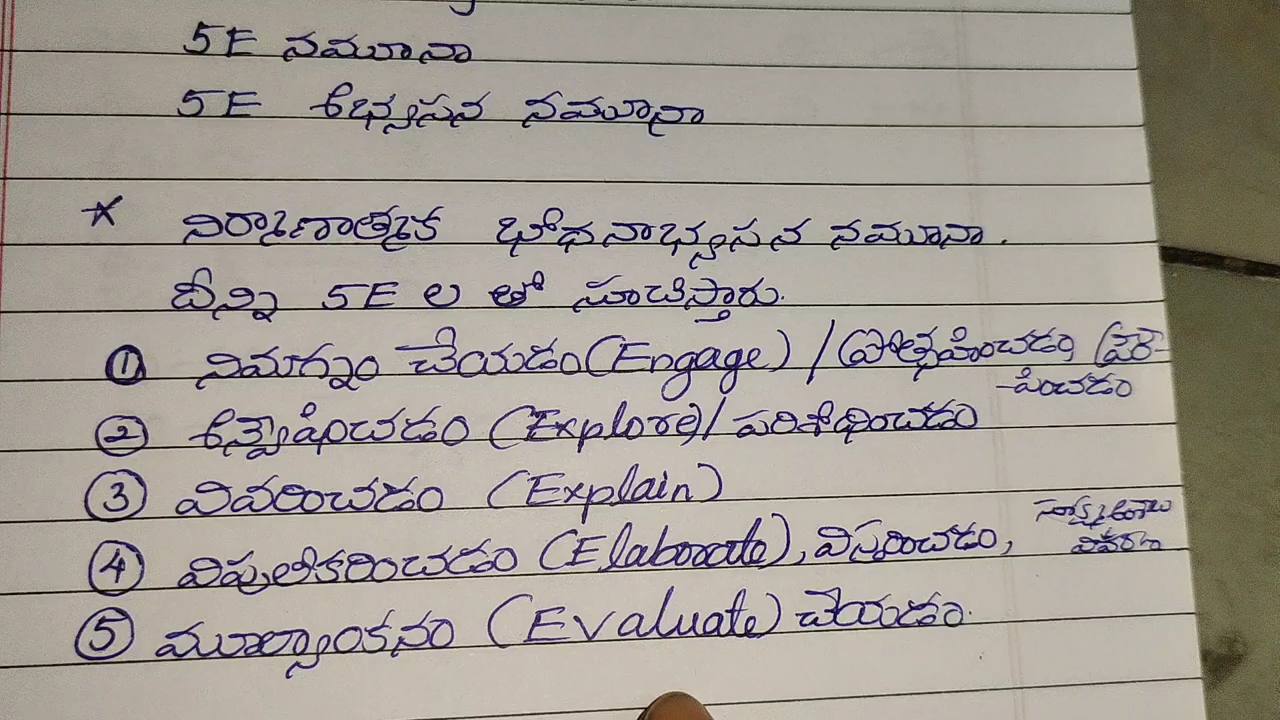 5E నమూనా
5E అభ్యసన నమూనా
* నిర్మాణాత్మక భోధనాభ్యసన నమూనా.
దీన్ని 5E ల తో సూచిస్తారు.
① నిమగ్నం చేయడం (Engage) / ప్రోత్సహించడం, ప్రేరే-
-పించడం
② అన్వేషించడం (Explore) / పరిశోధించడం
③ వివరించడం (Explain)
④ విపులీకరించడం (Elaborate), విస్తరించడం,
వివరణ
⑤ మూల్యాంకనం (Evaluate) చేయడం.